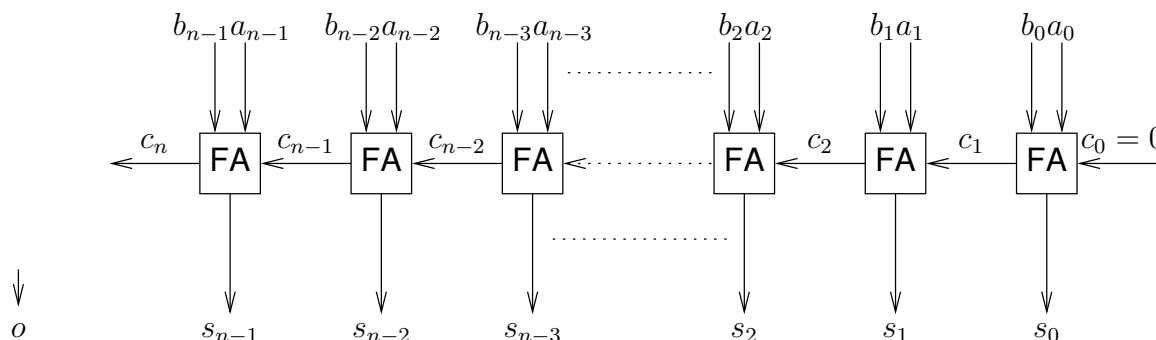 b_{n−1}a_{n−1} b_{n−2}a_{n−2} b_{n−3}a_{n−3} b_2a_2 b_1a_1 b_0a_0
c_n FA c_{n−1} FA c_{n−2} FA FA c_2 FA c_1 FA c_0 = 0
o s_{n−1} s_{n−2} s_{n−3} s_2 s_1 s_0